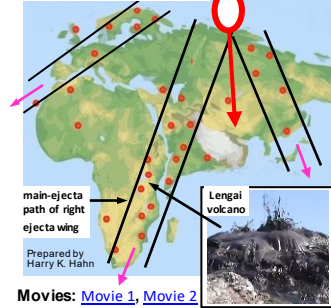 Lengai
volcano
main-ejecta
path of right
ejecta wing
Prepared by
Harry K. Hahn
Movies: Movie 1, Movie 2